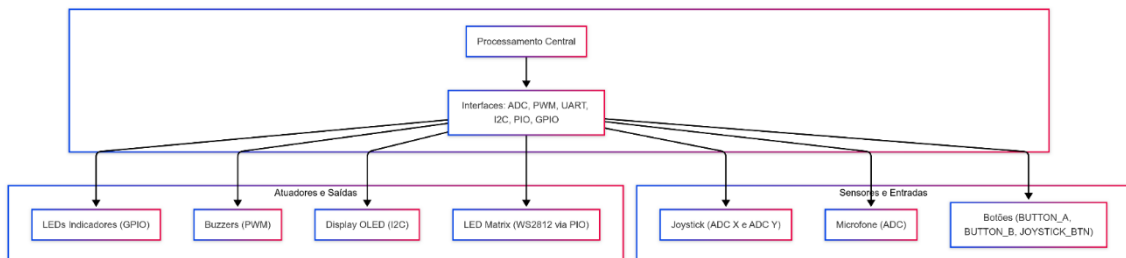 Processamento Central
Interfaces: ADC, PWM, UART,
I2C, PIO, GPIO
Atuadores e Saídas
LEDs Indicadores (GPIO)
Buzzers (PWM)
Display OLED (I2C)
LED Matrix (WS2812 via PIO)
Sensores e Entradas
Joystick (ADC X e ADC Y)
Microfone (ADC)
Botões (BUTTON_A,
BUTTON_B, JOYSTICK_BTN)